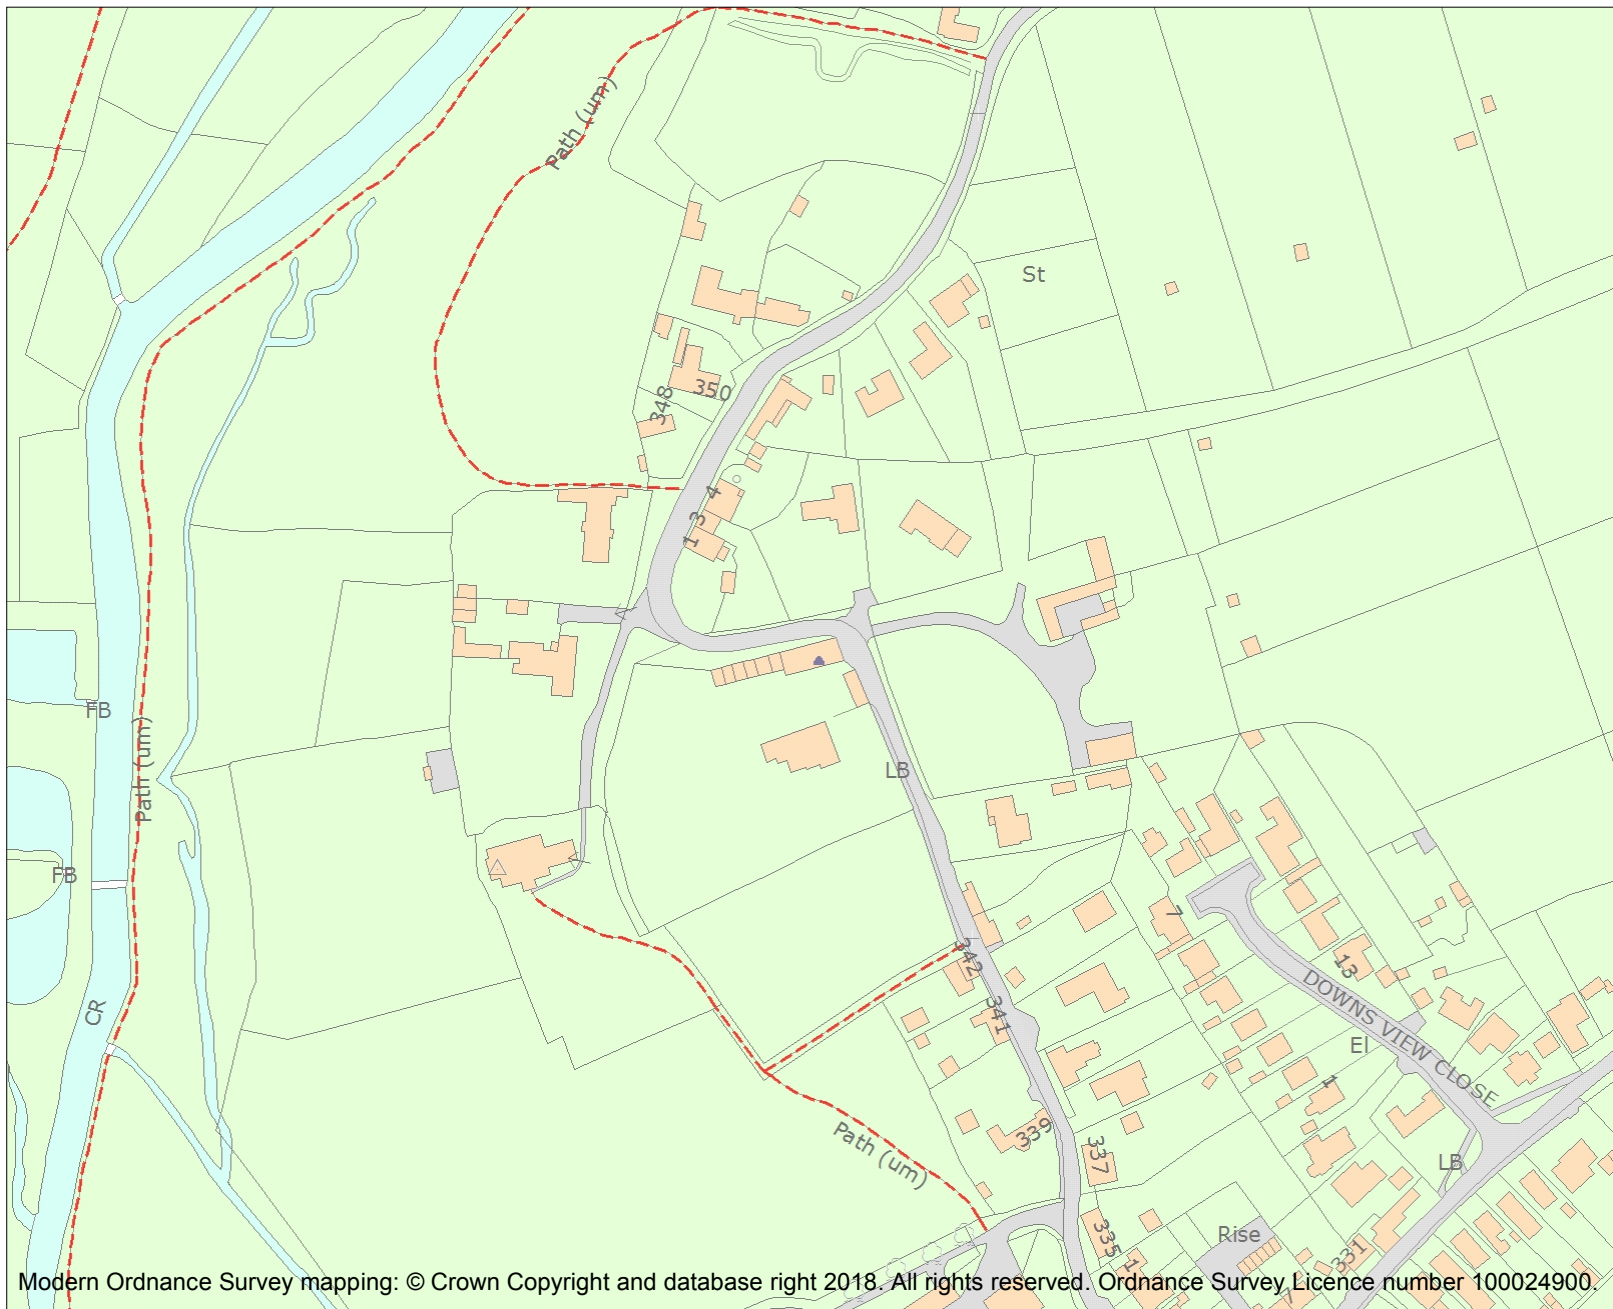 Path (um)
St
350
348
4
3
1
FB
Path (um)
LB
FB
7
342
13
CR
341
DOWNS VIEW CLOSE
El
1
339
Path (um)
337
LB
335
Rise
331
1
7
Modern Ordnance Survey mapping: © Crown Copyright and database right 2018. All rights reserved. Ordnance Survey Licence number 100024900.